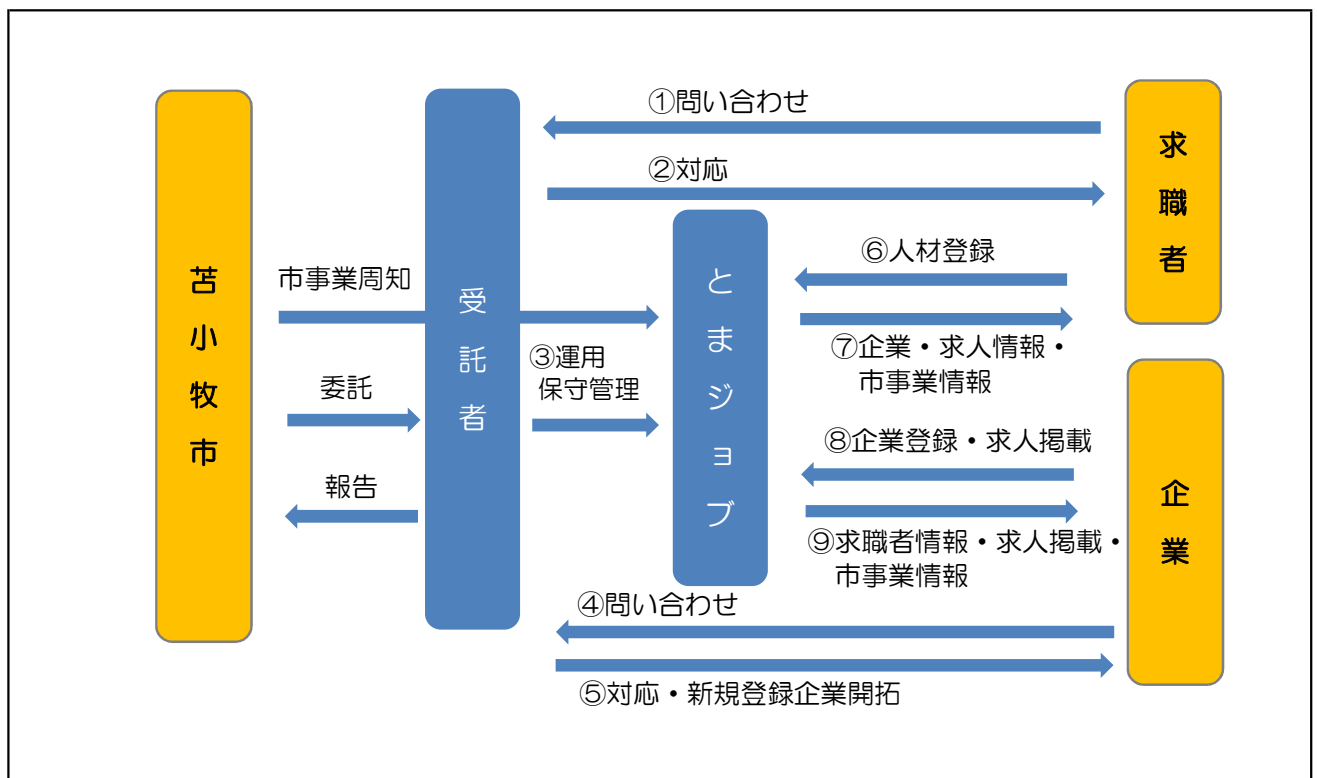 ①問い合わせ
②対応
求職者
苫小牧市
市事業周知
受託者
とまジョブ
⑥人材登録
③運用
保守管理
⑦企業・求人情報・
市事業情報
委託
⑧企業登録・求人掲載
報告
企業
⑨求職者情報・求人掲載・
市事業情報
④問い合わせ
⑤対応・新規登録企業開拓